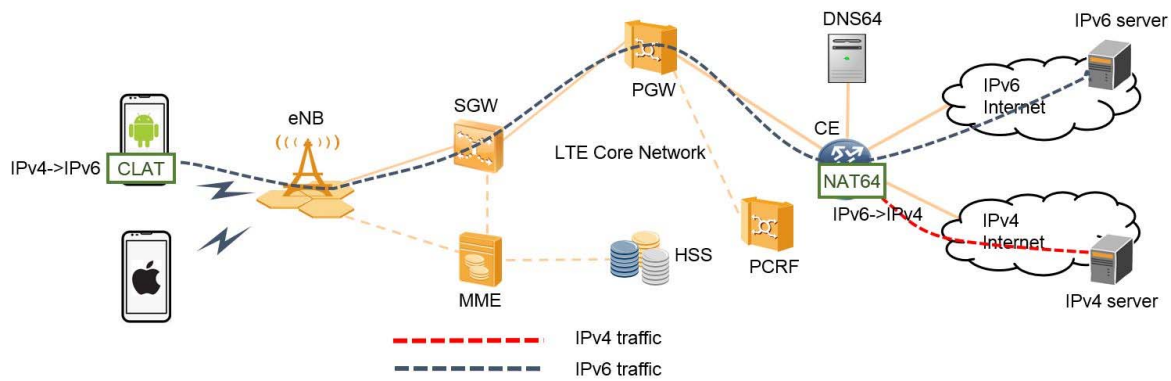 DNS64
IPv6 server
PGW
IPv6
Internet
SGW
eNB
CE
LTE Core Network
IPv4->IPv6
CLAT
NAT64
IPv6->IPv4
IPv4
Internet
HSS
PCRF
MME
IPv4 server
IPv4 traffic
IPv6 traffic